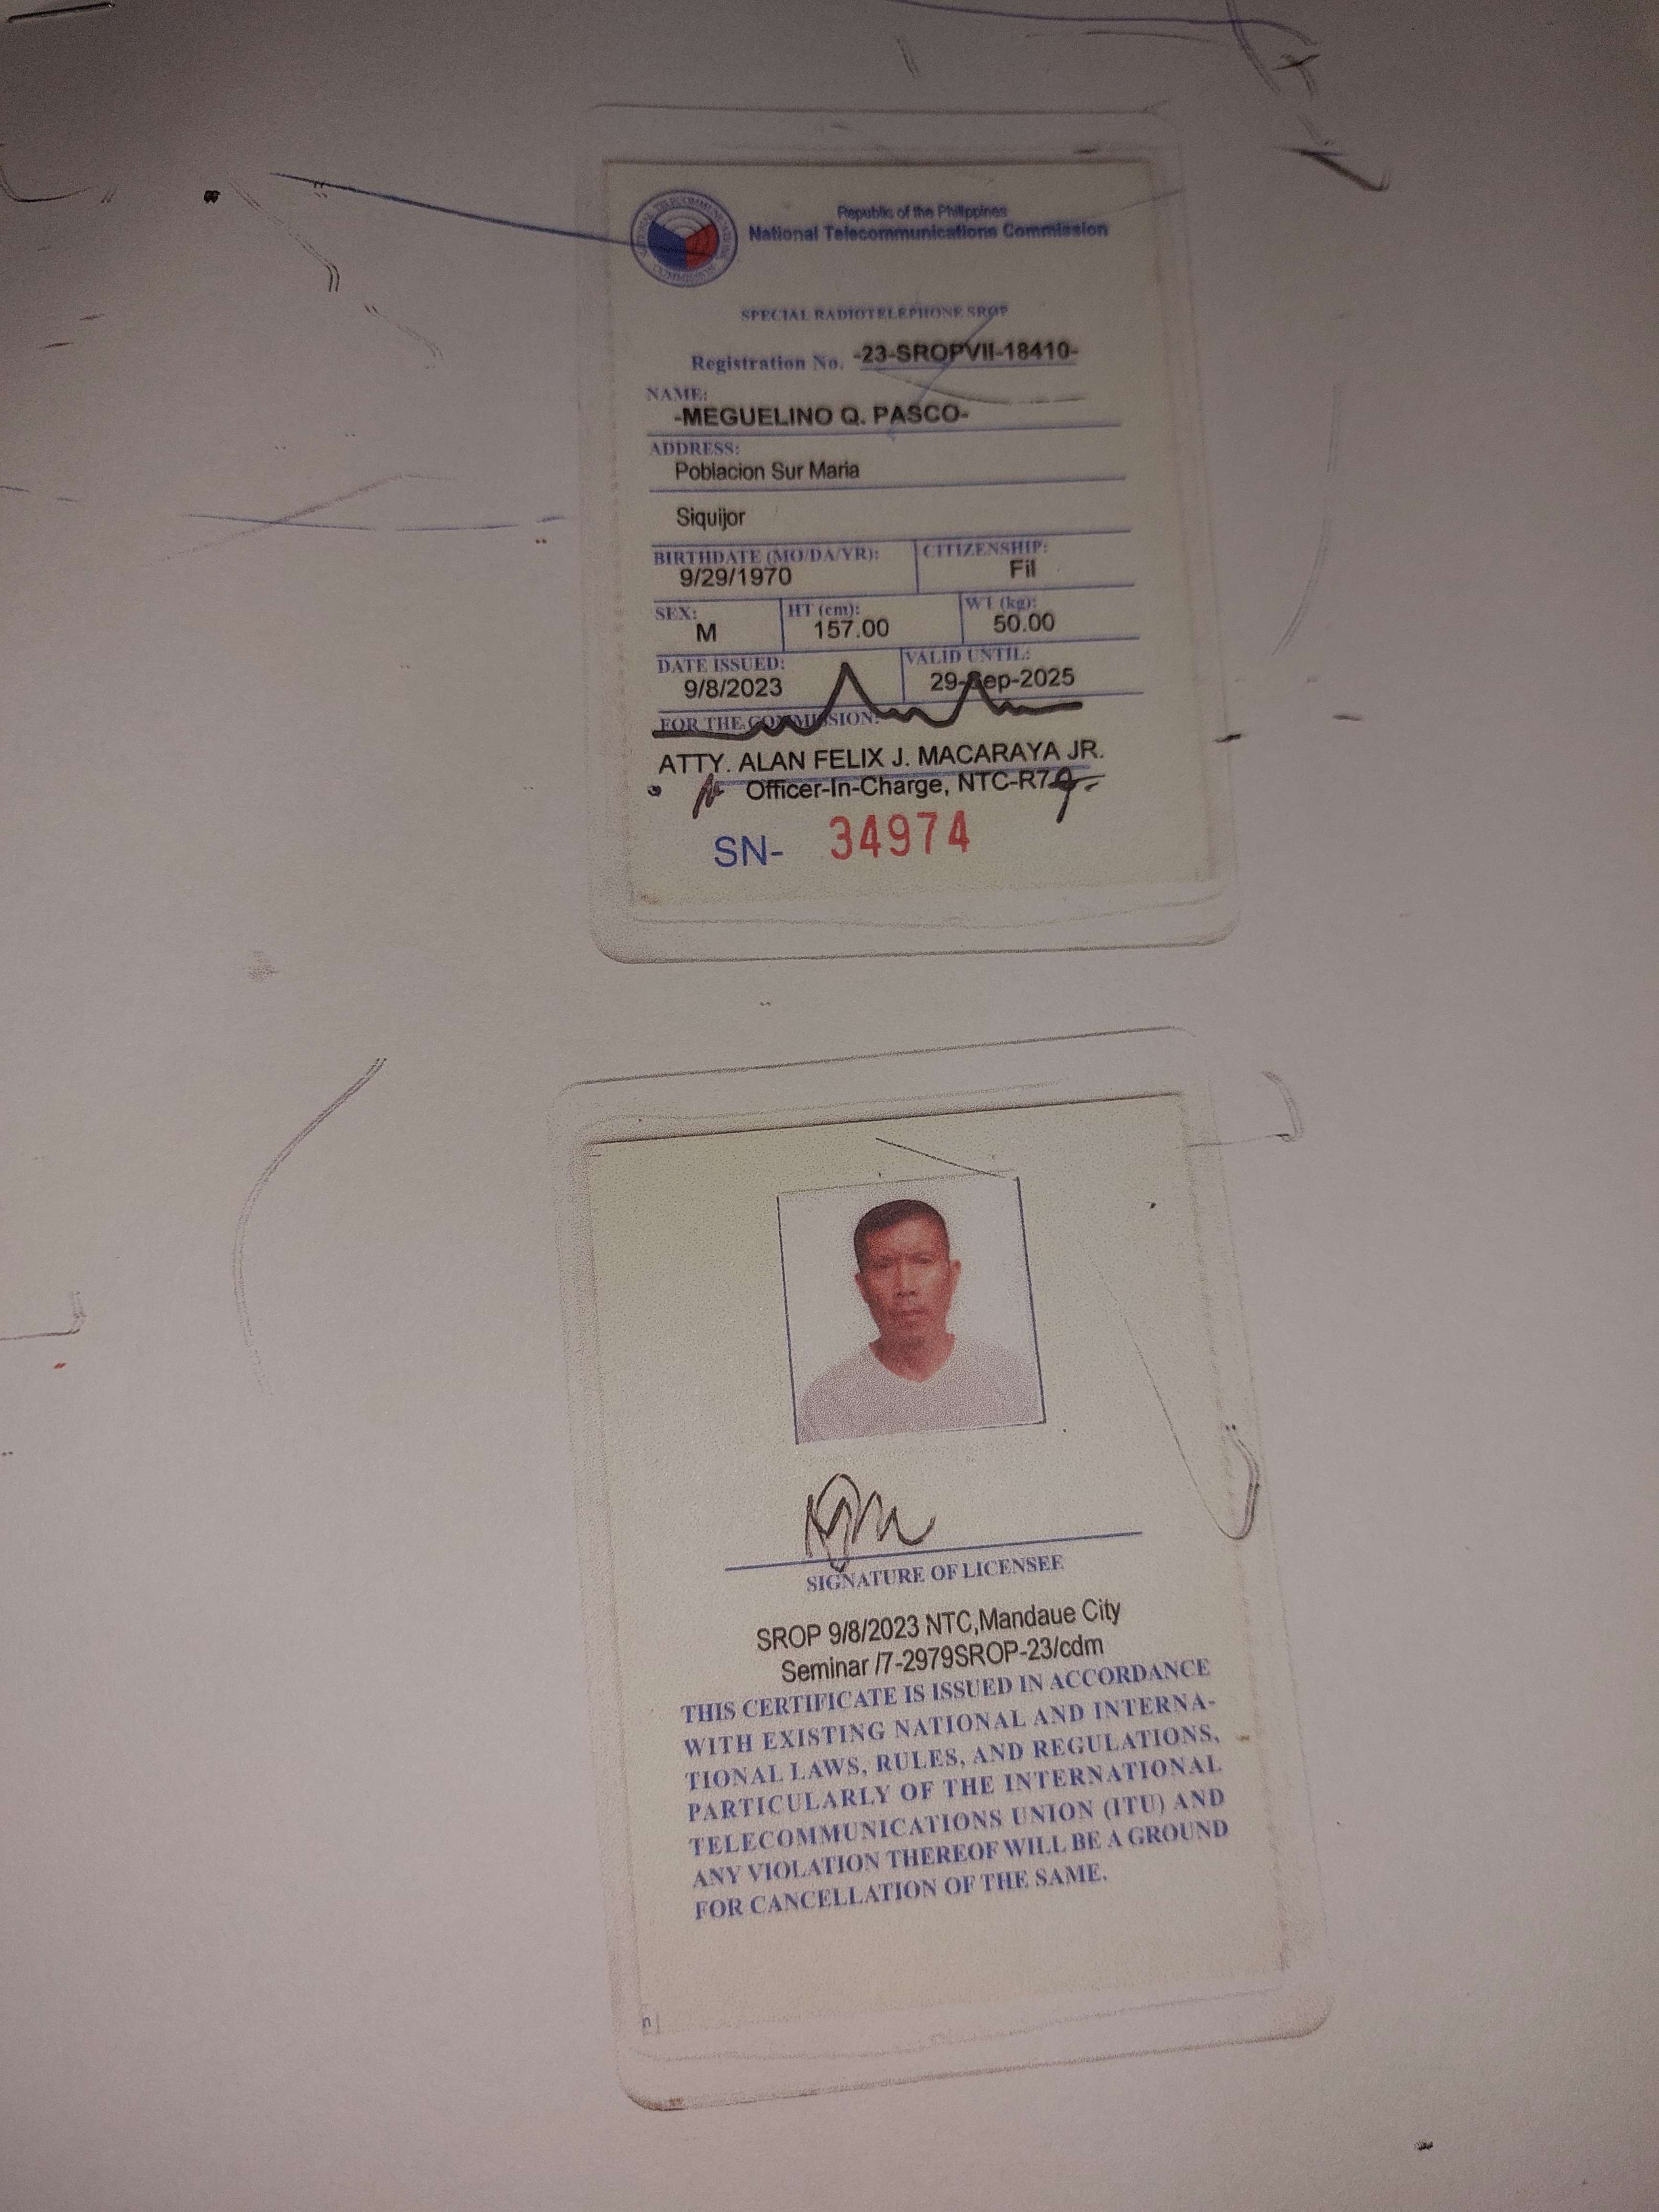 NATIONAL TELECOMMUNICATIONS
COMMISSION
Republic of the Philippines
National Telecommunications Commission
SPECIAL RADIOTELEPHONE SROP
Registration No. -23-SROPVII-18410-
NAME:
-MEGUELINO Q. PASCO-
ADDRESS:
Poblacion Sur Maria
Siquijor
BIRTHDATE (MO/DA/YR): CITIZENSHIP:
9/29/1970 Fil
SEX: HT (cm): WT (kg):
M 157.00 50.00
DATE ISSUED: VALID UNTIL:
9/8/2023 29-Sep-2025
FOR THE COMMISSION:
ATTY. ALAN FELIX J. MACARAYA JR.
Officer-In-Charge, NTC-R7
SN- 34974
SIGNATURE OF LICENSEE
SROP 9/8/2023 NTC,Mandaue City
Seminar /7-2979SROP-23/cdm
THIS CERTIFICATE IS ISSUED IN ACCORDANCE
WITH EXISTING NATIONAL AND INTERNA-
TIONAL LAWS, RULES, AND REGULATIONS,
PARTICULARLY OF THE INTERNATIONAL
TELECOMMUNICATIONS UNION (ITU) AND
ANY VIOLATION THEREOF WILL BE A GROUND
FOR CANCELLATION OF THE SAME.